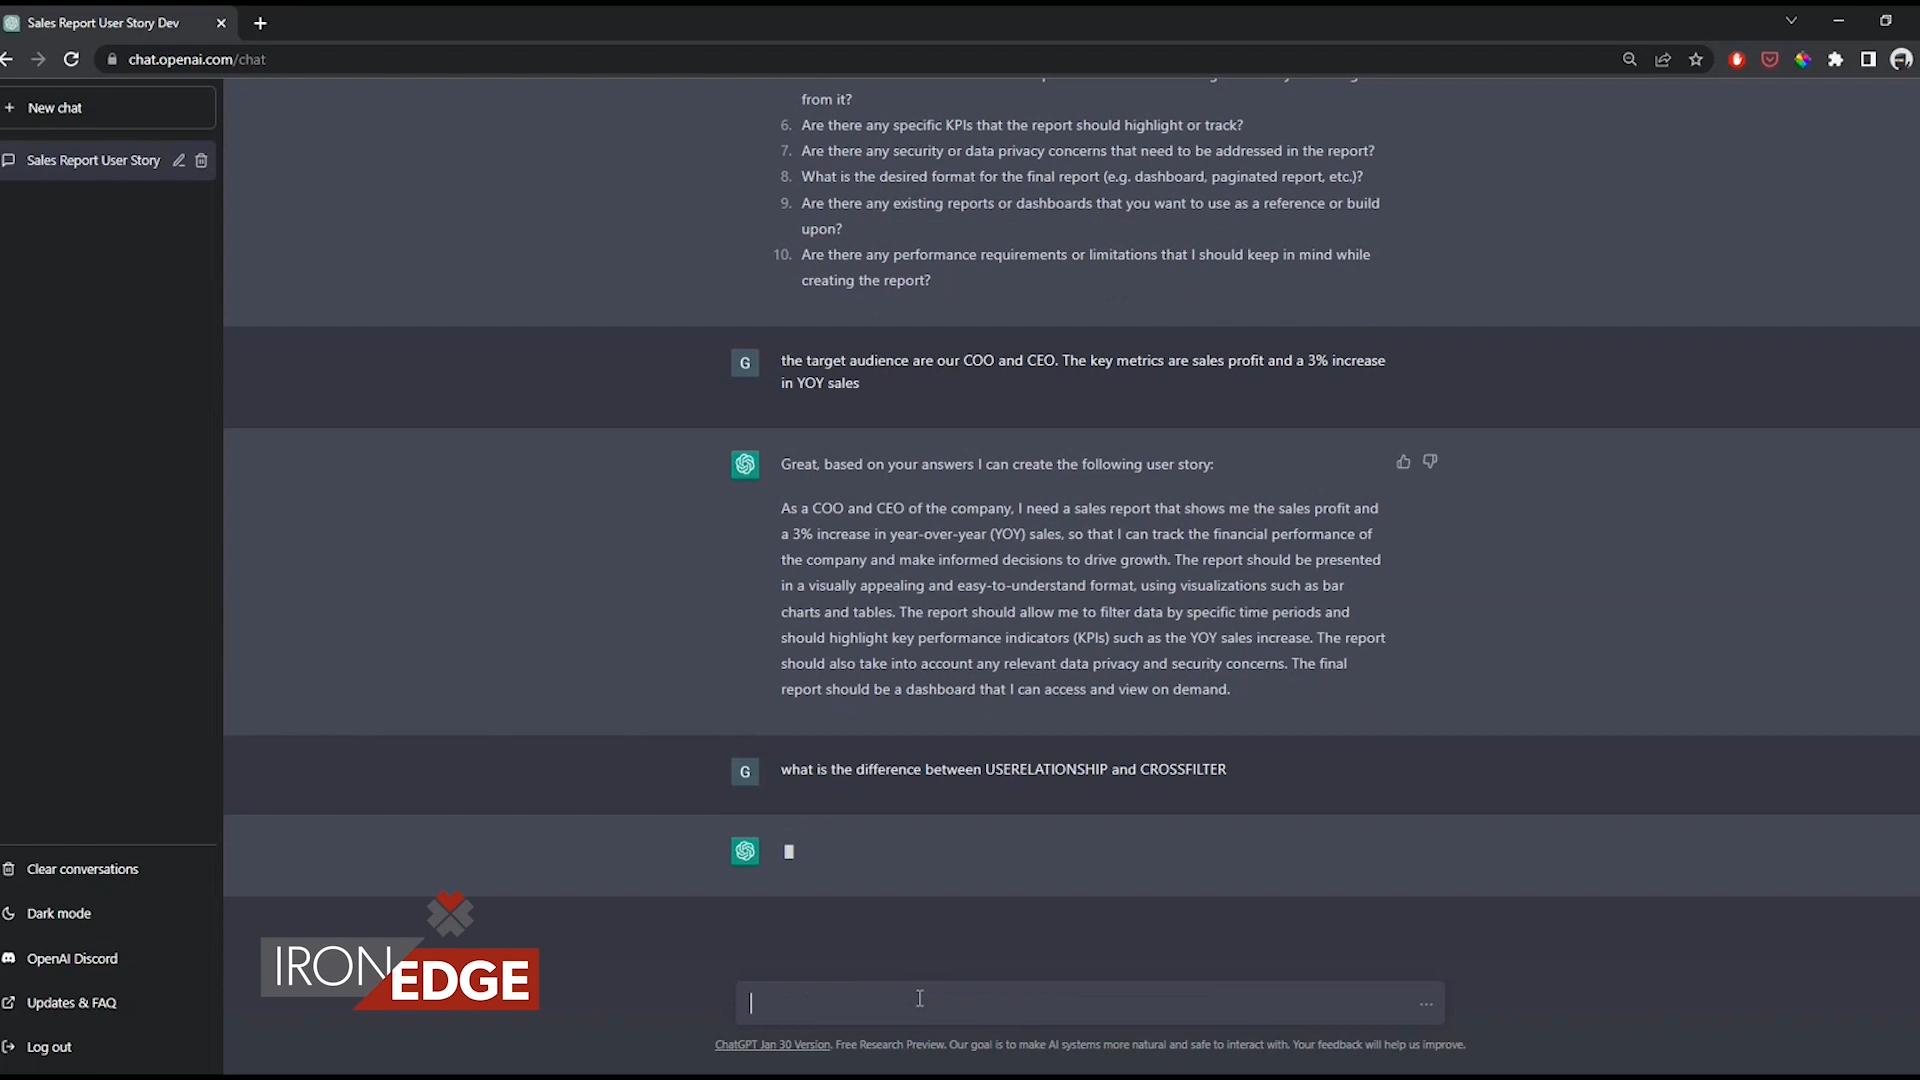 Sales Report User Story Dev
chat.openai.com/chat
New chat
Sales Report User Story
from it?
6. Are there any specific KPIs that the report should highlight or track?
7. Are there any security or data privacy concerns that need to be addressed in the report?
8. What is the desired format for the final report (e.g. dashboard, paginated report, etc.)?
9. Are there any existing reports or dashboards that you want to use as a reference or build
upon?
10. Are there any performance requirements or limitations that I should keep in mind while
creating the report?
G
the target audience are our COO and CEO. The key metrics are sales profit and a 3% increase
in YOY sales
Great, based on your answers I can create the following user story:
As a COO and CEO of the company, I need a sales report that shows me the sales profit and
a 3% increase in year-over-year (YOY) sales, so that I can track the financial performance of
the company and make informed decisions to drive growth. The report should be presented
in a visually appealing and easy-to-understand format, using visualizations such as bar
charts and tables. The report should allow me to filter data by specific time periods and
should highlight key performance indicators (KPIs) such as the YOY sales increase. The report
should also take into account any relevant data privacy and security concerns. The final
report should be a dashboard that I can access and view on demand.
G
what is the difference between USERELATIONSHIP and CROSSFILTER
Clear conversations
Dark mode
OpenAI Discord
Updates & FAQ
Log out
IRON EDGE
ChatGPT Jan 30 Version. Free Research Preview. Our goal is to make AI systems more natural and safe to interact with. Your feedback will help us improve.